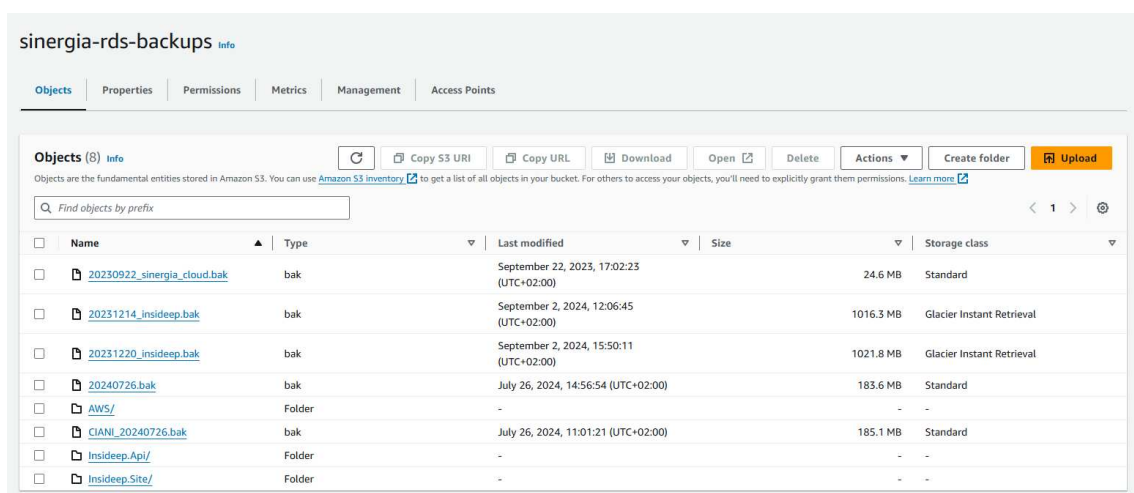 sinergia-rds-backups Info
Objects Properties Permissions Metrics Management Access Points
Objects (8) Info
Copy S3 URI Copy URL Download Open Delete Actions Create folder Upload
Objects are the fundamental entities stored in Amazon S3. You can use Amazon S3 inventory to get a list of all objects in your bucket. For others to access your objects, you'll need to explicitly grant them permissions. Learn more
Find objects by prefix 1
Name Type Last modified Size Storage class
20230922_sinergia_cloud.bak bak September 22, 2023, 17:02:23 24.6 MB Standard
(UTC+02:00)
20231214_insideep.bak bak September 2, 2024, 12:06:45 1016.3 MB Glacier Instant Retrieval
(UTC+02:00)
20231220_insideep.bak bak September 2, 2024, 15:50:11 1021.8 MB Glacier Instant Retrieval
(UTC+02:00)
20240726.bak bak July 26, 2024, 14:56:54 (UTC+02:00) 183.6 MB Standard
AWS/ Folder - - -
CIANI_20240726.bak bak July 26, 2024, 11:01:21 (UTC+02:00) 185.1 MB Standard
Insideep.Api/ Folder - - -
Insideep.Site/ Folder - - -